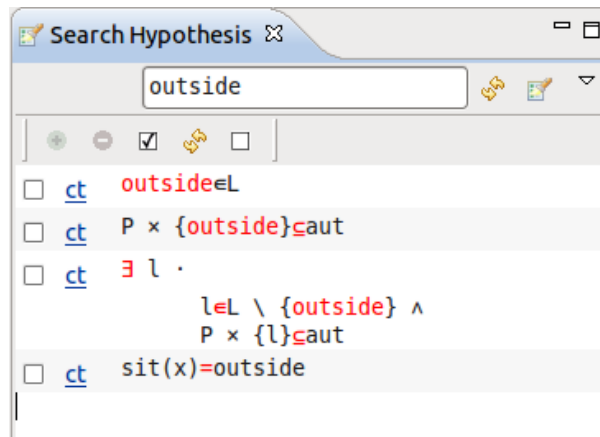 Search Hypothesis
outside
ct outside∈L
ct P × {outside}⊆aut
ct ∃ l ·
l∈L \ {outside} ∧
P × {l}⊆aut
ct sit(x)=outside